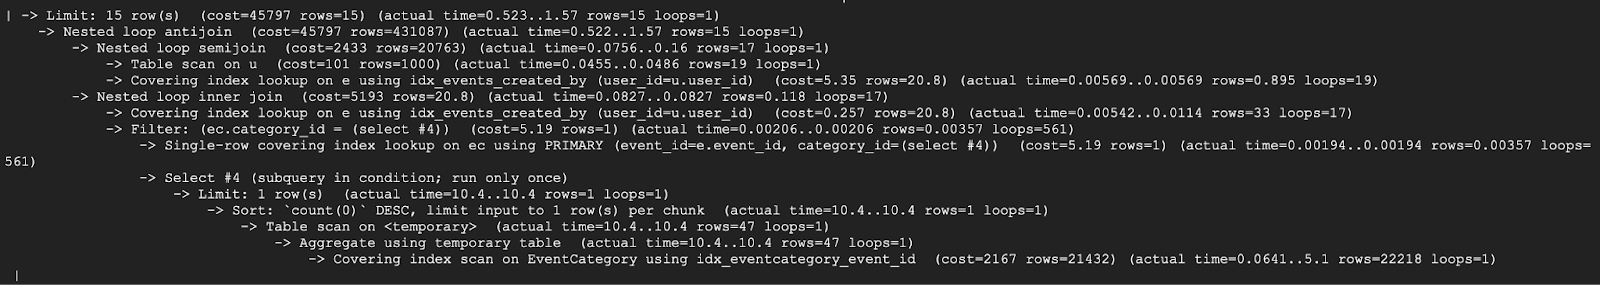 | -> Limit: 15 row(s)  (cost=45797 rows=15) (actual time=0.523..1.57 rows=15 loops=1)
    -> Nested loop antijoin  (cost=45797 rows=431087) (actual time=0.522..1.57 rows=15 loops=1)
        -> Nested loop semijoin  (cost=2433 rows=20763) (actual time=0.0756..0.16 rows=17 loops=1)
            -> Table scan on u  (cost=101 rows=1000) (actual time=0.0455..0.0486 rows=19 loops=1)
            -> Covering index lookup on e using idx_events_created_by (user_id=u.user_id)  (cost=5.35 rows=20.8) (actual time=0.00569..0.00569 rows=0.895 loops=19)
        -> Nested loop inner join  (cost=5193 rows=20.8) (actual time=0.0827..0.0827 rows=0.118 loops=17)
            -> Covering index lookup on e using idx_events_created_by (user_id=u.user_id)  (cost=0.257 rows=20.8) (actual time=0.00542..0.0114 rows=33 loops=17)
            -> Filter: (ec.category_id = (select #4))  (cost=5.19 rows=1) (actual time=0.00206..0.00206 rows=0.00357 loops=561)
                -> Single-row covering index lookup on ec using PRIMARY (event_id=e.event_id, category_id=(select #4))  (cost=5.19 rows=1) (actual time=0.00194..0.00194 rows=0.00357 loops=
561)
                -> Select #4 (subquery in condition; run only once)
                    -> Limit: 1 row(s)  (actual time=10.4..10.4 rows=1 loops=1)
                        -> Sort: `count(0)` DESC, limit input to 1 row(s) per chunk  (actual time=10.4..10.4 rows=1 loops=1)
                            -> Table scan on <temporary>  (actual time=10.4..10.4 rows=47 loops=1)
                                -> Aggregate using temporary table  (actual time=10.4..10.4 rows=47 loops=1)
                                    -> Covering index scan on EventCategory using idx_eventcategory_event_id  (cost=2167 rows=21432) (actual time=0.0641..5.1 rows=22218 loops=1)
|